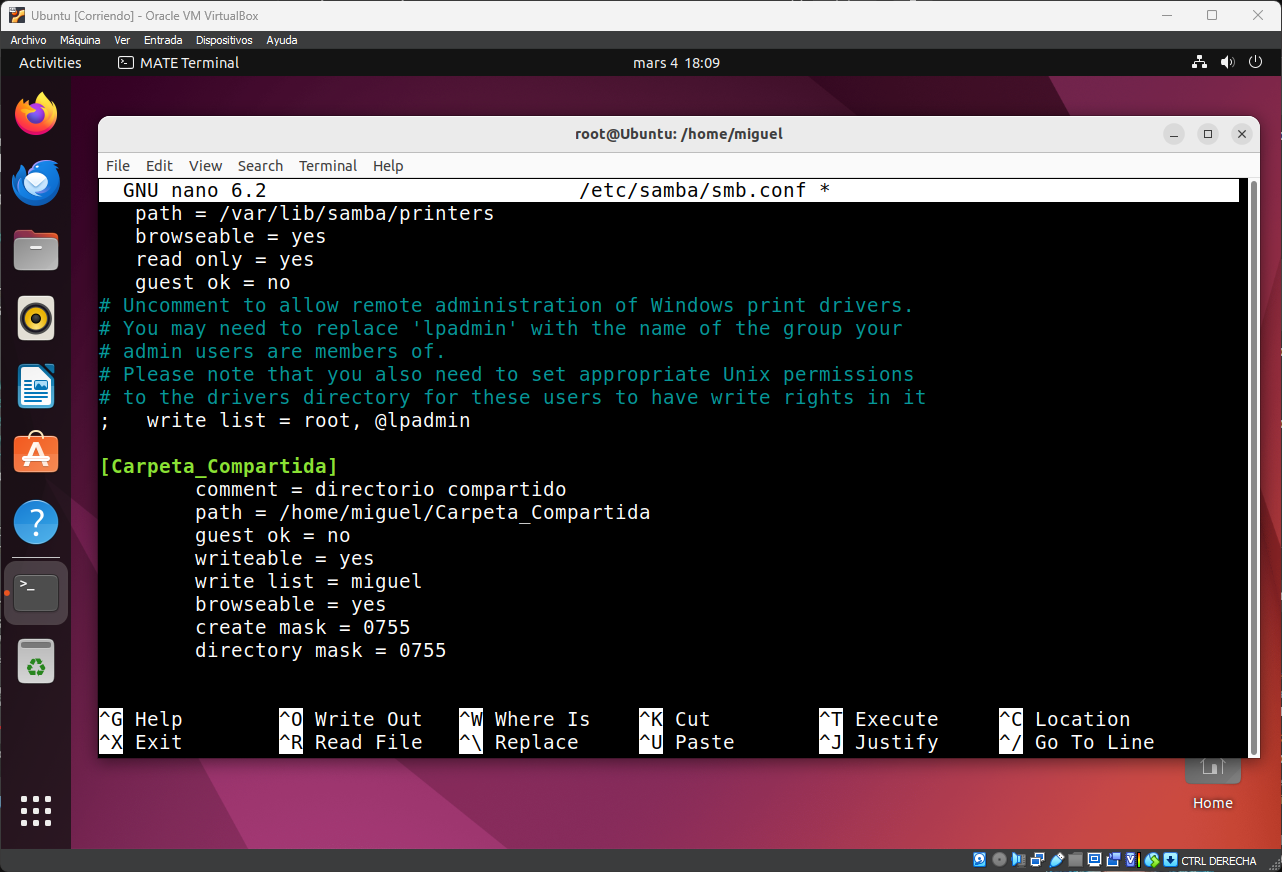 Ubuntu [Corriendo] - Oracle VM VirtualBox
Archivo Máquina Ver Entrada Dispositivos Ayuda
Activities MATE Terminal mars 4 18:09
root@Ubuntu: /home/miguel
File Edit View Search Terminal Help
GNU nano 6.2 /etc/samba/smb.conf *
path = /var/lib/samba/printers
browseable = yes
read only = yes
guest ok = no
# Uncomment to allow remote administration of Windows print drivers.
# You may need to replace 'lpadmin' with the name of the group your
# admin users are members of.
# Please note that you also need to set appropriate Unix permissions
# to the drivers directory for these users to have write rights in it
;   write list = root, @lpadmin
[Carpeta_Compartida]
comment = directorio compartido
path = /home/miguel/Carpeta_Compartida
guest ok = no
writeable = yes
write list = miguel
browseable = yes
create mask = 0755
directory mask = 0755
^G Help ^O Write Out ^W Where Is ^K Cut ^T Execute ^C Location
^X Exit ^R Read File ^\ Replace ^U Paste ^J Justify ^/ Go To Line
Home
CTRL DERECHA